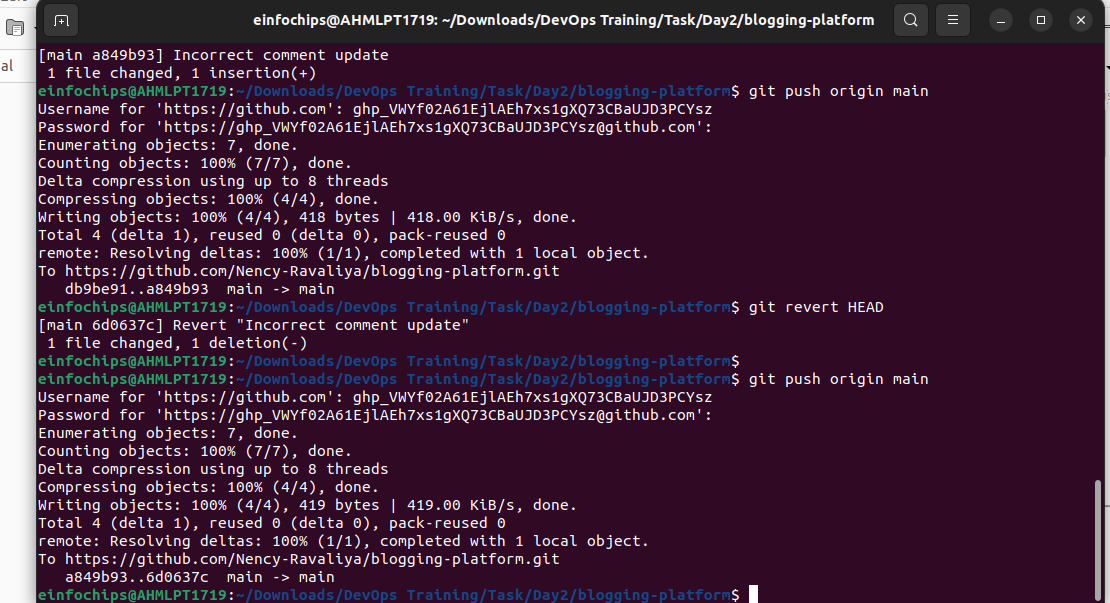 einfochips@AHMLPT1719: ~/Downloads/DevOps Training/Task/Day2/blogging-platform
al
[main a849b93] Incorrect comment update
 1 file changed, 1 insertion(+)
einfochips@AHMLPT1719:~/Downloads/DevOps Training/Task/Day2/blogging-platform$ git push origin main
Username for 'https://github.com': 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
Password for 'https://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@github.com':
Enumerating objects: 7, done.
Counting objects: 100% (7/7), done.
Delta compression using up to 8 threads
Compressing objects: 100% (4/4), done.
Writing objects: 100% (4/4), 418 bytes | 418.00 KiB/s, done.
Total 4 (delta 1), reused 0 (delta 0), pack-reused 0
remote: Resolving deltas: 100% (1/1), completed with 1 local object.
To https://github.com/Nency-Ravaliya/blogging-platform.git
   db9be91..a849b93  main -> main
einfochips@AHMLPT1719:~/Downloads/DevOps Training/Task/Day2/blogging-platform$ git revert HEAD
[main 6d0637c] Revert "Incorrect comment update"
 1 file changed, 1 deletion(-)
einfochips@AHMLPT1719:~/Downloads/DevOps Training/Task/Day2/blogging-platform$
einfochips@AHMLPT1719:~/Downloads/DevOps Training/Task/Day2/blogging-platform$ git push origin main
Username for 'https://github.com': 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
Password for 'https://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@github.com':
Enumerating objects: 7, done.
Counting objects: 100% (7/7), done.
Delta compression using up to 8 threads
Compressing objects: 100% (4/4), done.
Writing objects: 100% (4/4), 419 bytes | 419.00 KiB/s, done.
Total 4 (delta 1), reused 0 (delta 0), pack-reused 0
remote: Resolving deltas: 100% (1/1), completed with 1 local object.
To https://github.com/Nency-Ravaliya/blogging-platform.git
   a849b93..6d0637c  main -> main
einfochips@AHMLPT1719:~/Downloads/DevOps Training/Task/Day2/blogging-platform$